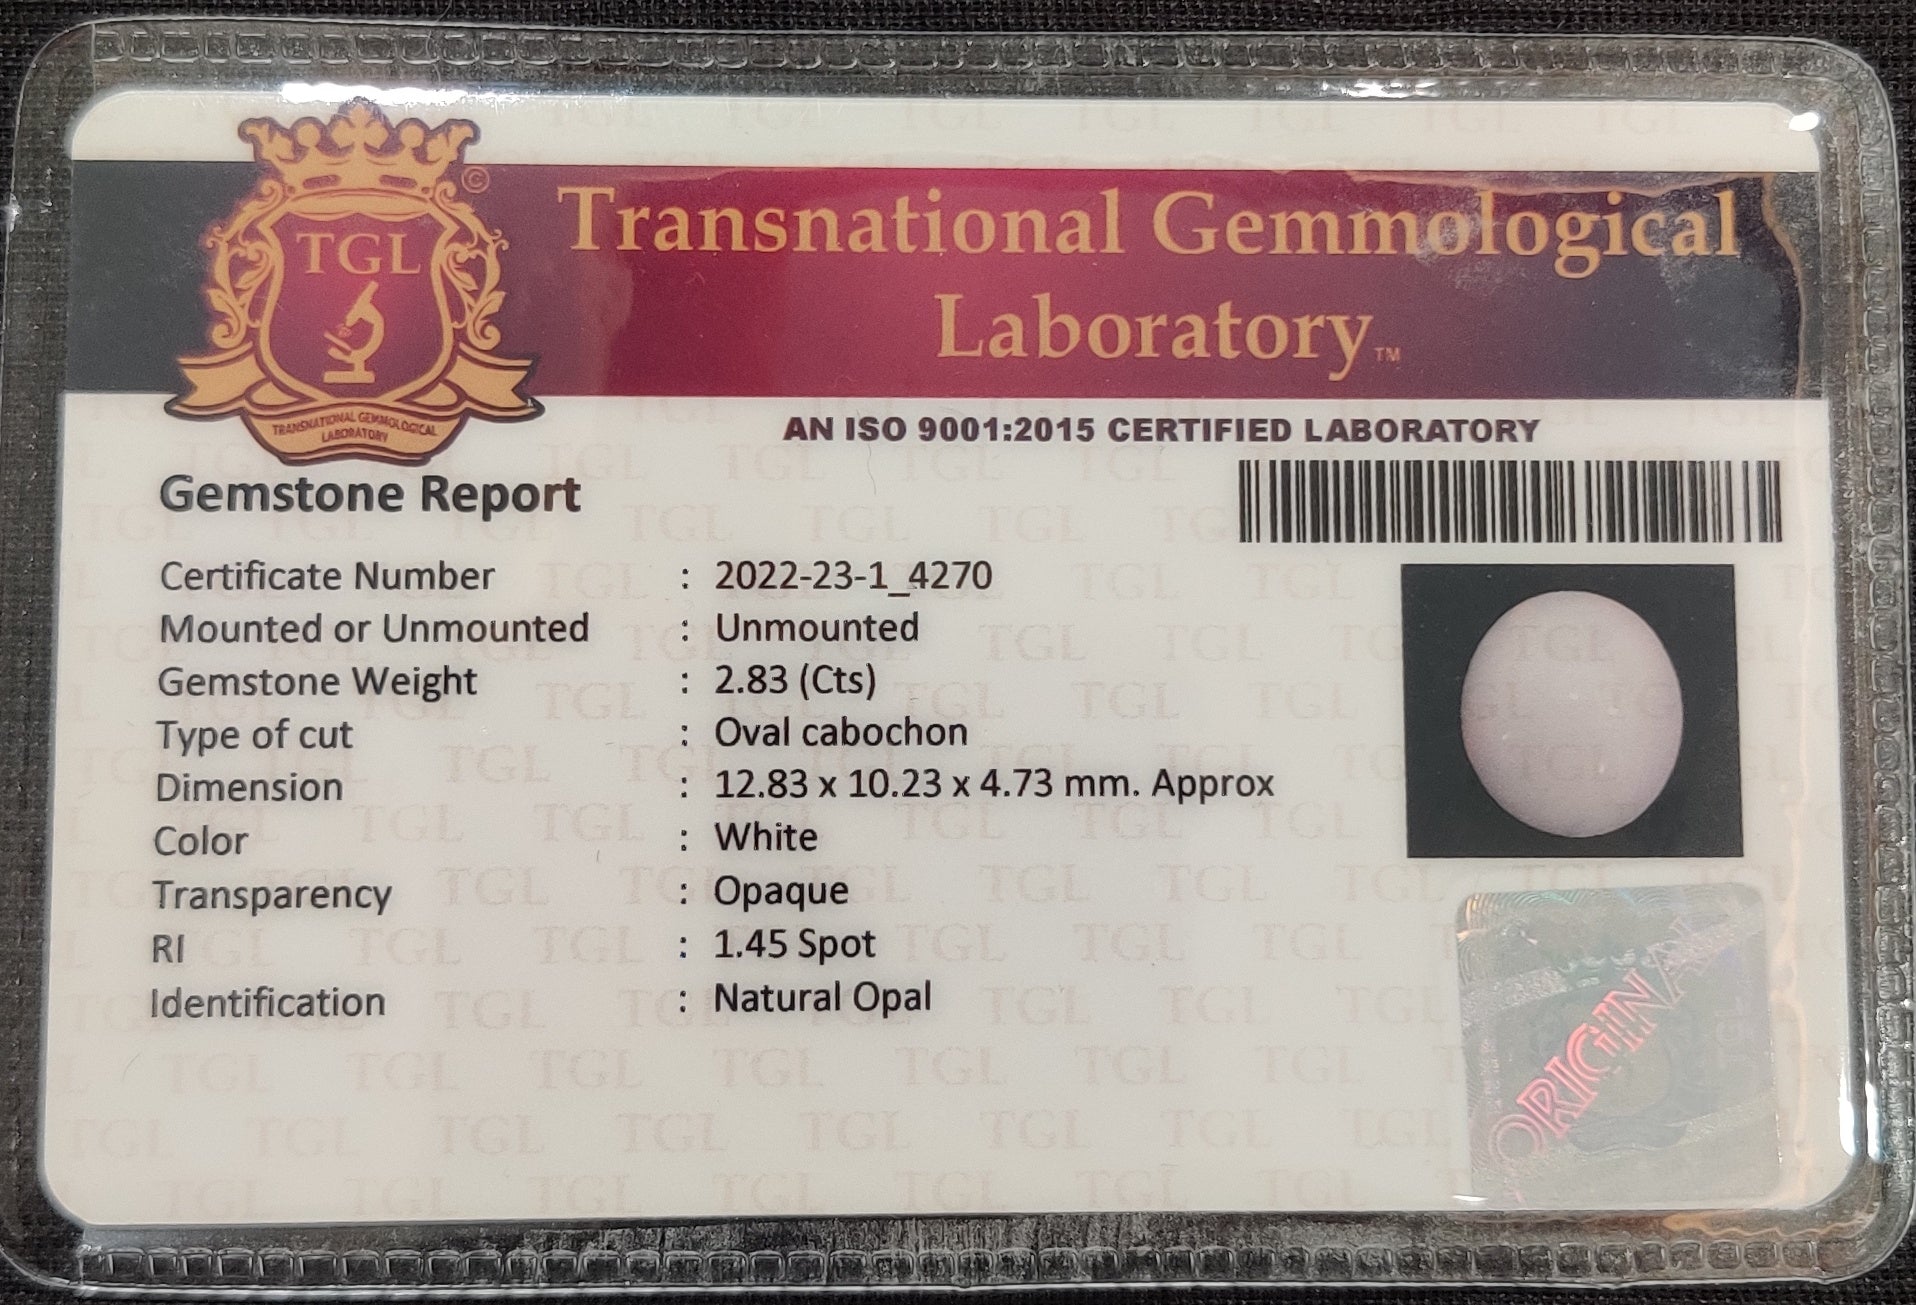 TGL
©
TRANSNATIONAL GEMMOLOGICAL
LABORATORY
Transnational Gemmological
Laboratory™
AN ISO 9001:2015 CERTIFIED LABORATORY
Gemstone Report
Certificate Number : 2022-23-1_4270
Mounted or Unmounted : Unmounted
Gemstone Weight : 2.83 (Cts)
Type of cut : Oval cabochon
Dimension : 12.83 x 10.23 x 4.73 mm. Approx
Color : White
Transparency : Opaque
RI : 1.45 Spot
Identification : Natural Opal
ORIGINAL